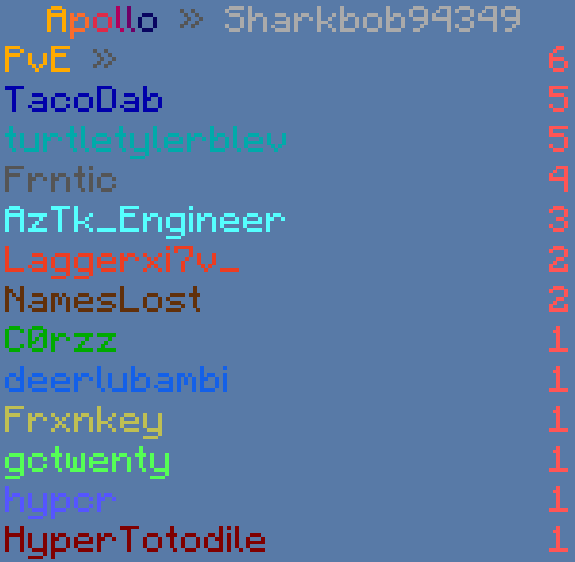 Apollo » Sharkbob94349
PvE » 6
TacoDab 5
turtletylerblev 5
Frntic 4
AzTk_Engineer 3
Laggerxi7v_ 2
NamesLost 2
C0rzz 1
deerlubambi 1
Frxnkey 1
gctwenty 1
hypcr 1
HyperTotodile 1